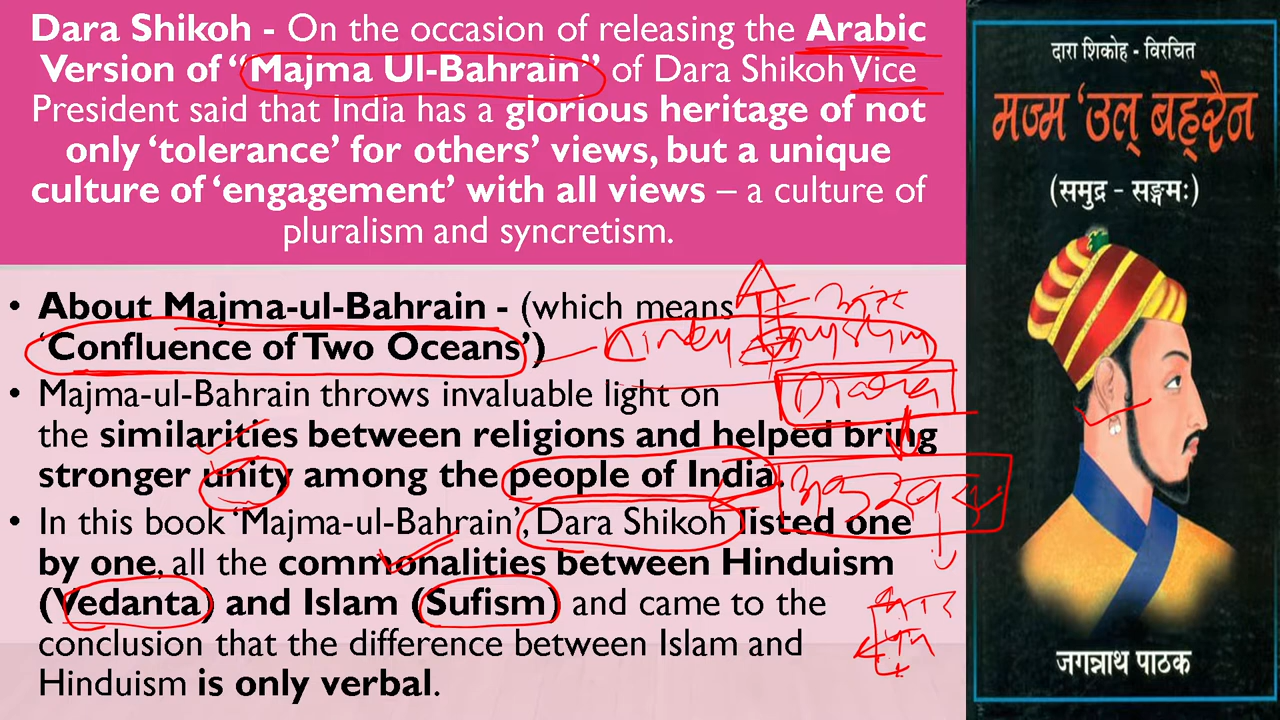 Dara Shikoh - On the occasion of releasing the Arabic
Version of “Majma Ul-Bahrain” of Dara Shikoh Vice
President said that India has a glorious heritage of not
only ‘tolerance’ for others’ views, but a unique
culture of ‘engagement’ with all views – a culture of
pluralism and syncretism.
• About Majma-ul-Bahrain - (which means
‘Confluence of Two Oceans’)
• Majma-ul-Bahrain throws invaluable light on
the similarities between religions and helped bring
stronger unity among the people of India.
• In this book ‘Majma-ul-Bahrain’, Dara Shikoh listed one
by one, all the commonalities between Hinduism
(Vedanta) and Islam (Sufism) and came to the
conclusion that the difference between Islam and
Hinduism is only verbal.
दारा शिकोह - विरचित
मज्म ‘उल् बह्रैन
(समुद्र - सङ्गमः)
जगन्नाथ पाठक